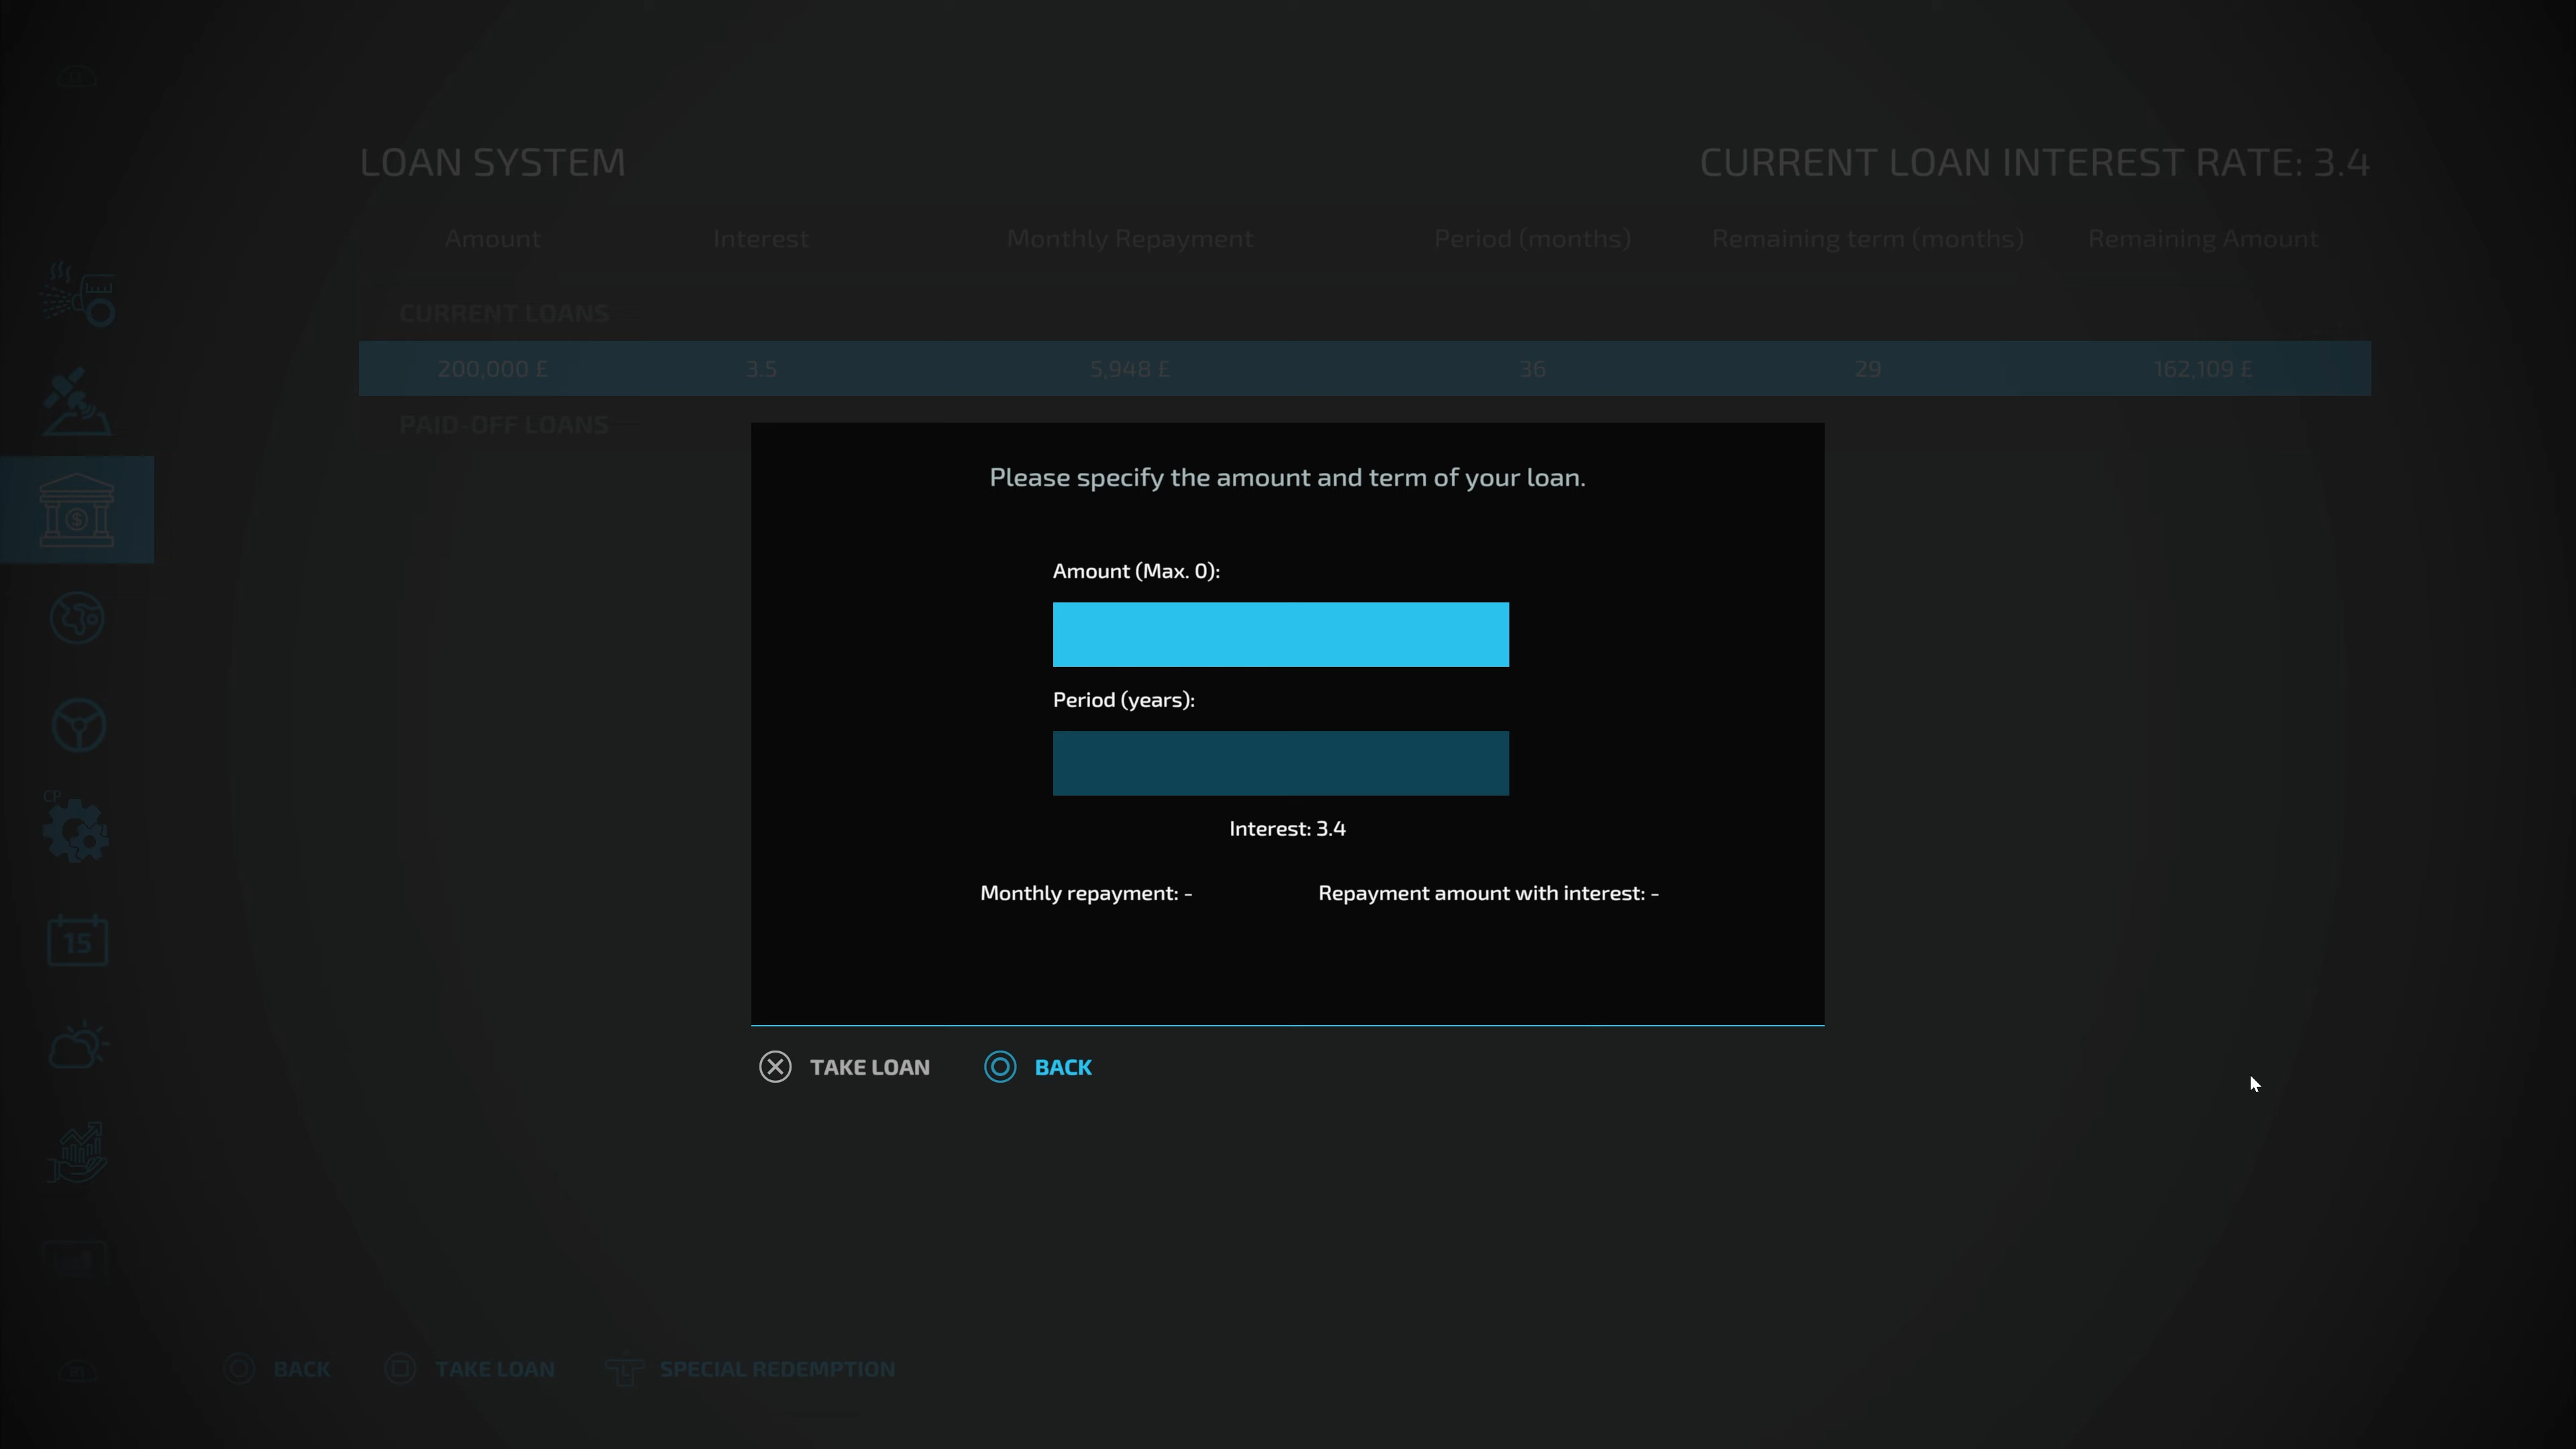 LOAN SYSTEM
CURRENT LOAN INTEREST RATE: 3.4
Amount Interest Monthly Repayment Period (months) Remaining term (months) Remaining Amount
CURRENT LOANS
200,000 £ 3.5 5,948 £ 36 29 162,109 £
PAID-OFF LOANS
Please specify the amount and term of your loan.
Amount (Max. 0):
Period (years):
Interest: 3.4
Monthly repayment: -
Repayment amount with interest: -
TAKE LOAN
BACK
CP
15
BACK
TAKE LOAN
SPECIAL REDEMPTION